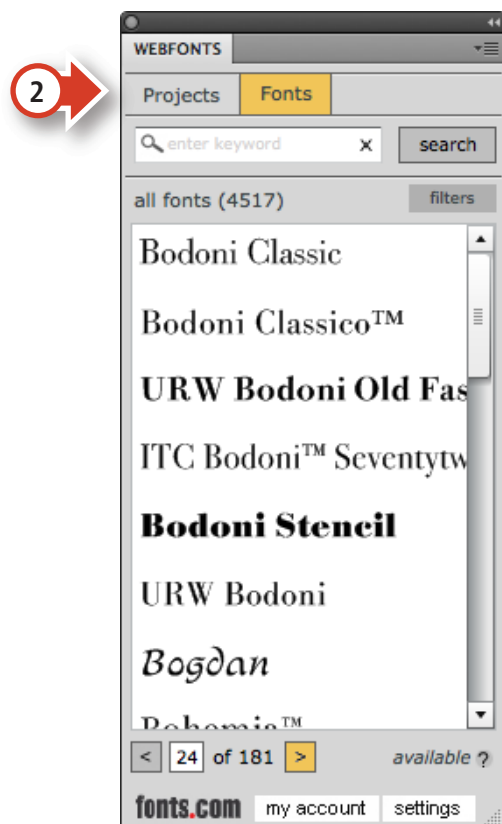 WEBFONTS
2
Projects Fonts
enter keyword x search
all fonts (4517) filters
Bodoni Classic
Bodoni Classico™
URW Bodoni Old Fas
ITC Bodoni™ Seventytw
Bodoni Stencil
URW Bodoni
Bogdan
Bohemia™
< 24 of 181 > available ?
fonts.com my account settings